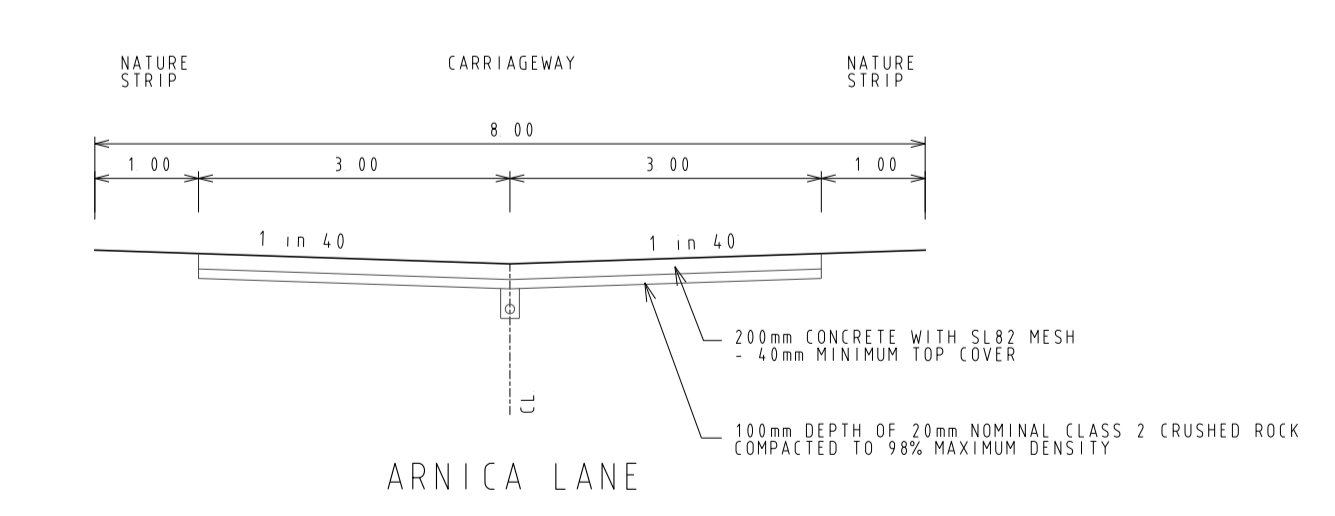 NATURE
STRIP
CARRIAGEWAY
NATURE
STRIP
8 00
1 00
3 00
3 00
1 00
1 in 40
1 in 40
200mm CONCRETE WITH SL82 MESH
- 40mm MINIMUM TOP COVER
CL
100mm DEPTH OF 20mm NOMINAL CLASS 2 CRUSHED ROCK
COMPACTED TO 98% MAXIMUM DENSITY
ARNICA LANE